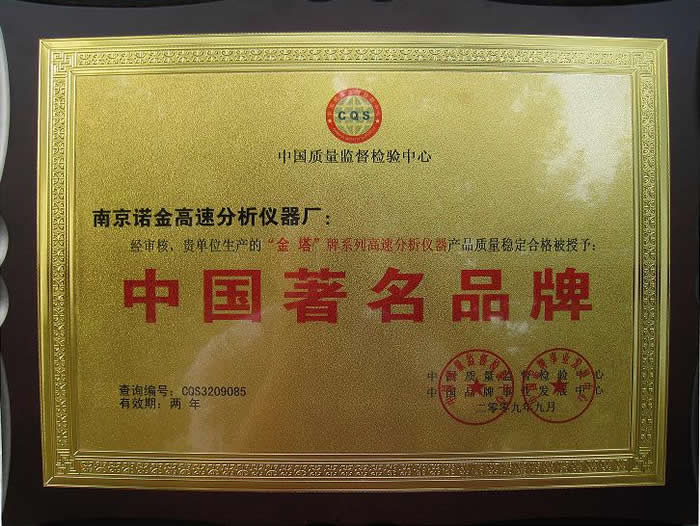 CQS
中国质量监督检验中心
南京诺金高速分析仪器厂：
经审核、贵单位生产的“金 塔”牌系列高速分析仪器产品质量稳定合格被授予：
中国著名品牌
查询编号：CQS3209085
有效期：两 年
中国质量监督检验中心
中国品牌事业发展中心
二零零九年九月